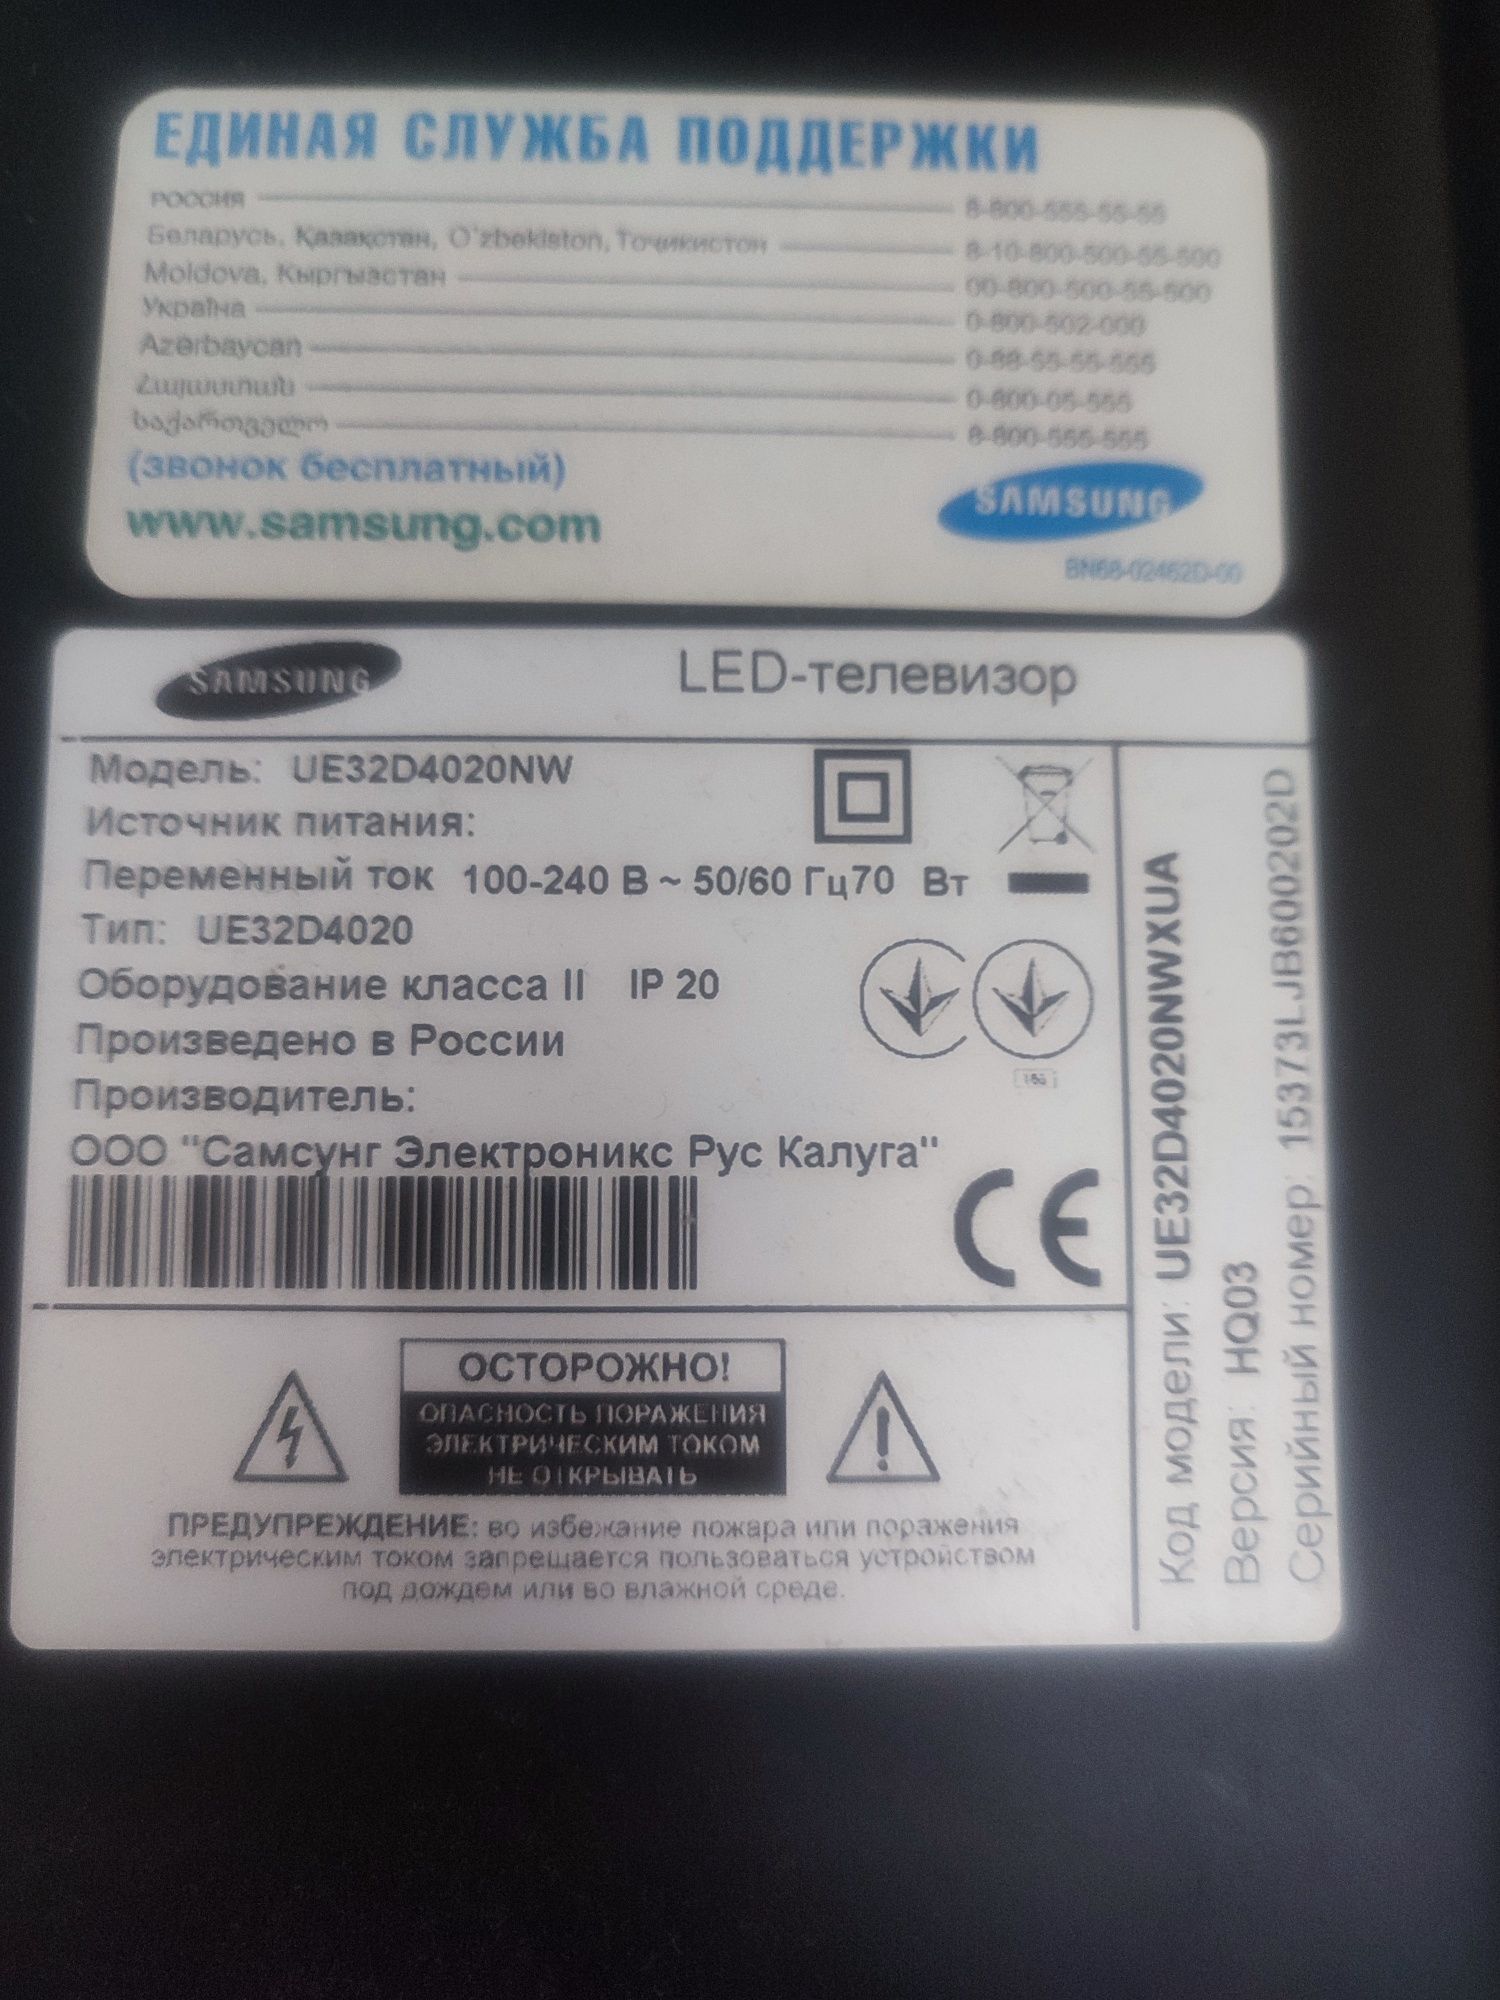 ЕДИНАЯ СЛУЖБА ПОДДЕРЖКИ
РОССИЯ 8-800-555-55-55
Беларусь, Қазақстан, O'zbekiston, Тоҷикистон 8-10-800-500-55-500
Moldova, Кыргызстан 00-800-500-55-500
Україна 0-800-502-000
Azərbaycan 0-88-55-55-555
Հայաստան 0-800-05-555
საქართველო 8-800-555-555
(звонок бесплатный)
www.samsung.com
SAMSUNG
BN68-02462D-00
SAMSUNG LED-телевизор
Модель: UE32D4020NW
Источник питания:
Переменный ток 100-240 В ~ 50/60 Гц70 Вт
Тип: UE32D4020
Оборудование класса II IP 20
Произведено в России
Производитель:
ООО "Самсунг Электроникс Рус Калуга"
CE
ОСТОРОЖНО!
ОПАСНОСТЬ ПОРАЖЕНИЯ
ЭЛЕКТРИЧЕСКИМ ТОКОМ
НЕ ОТКРЫВАТЬ
ПРЕДУПРЕЖДЕНИЕ: во избежание пожара или поражения
электрическим током запрещается пользоваться устройством
под дождем или во влажной среде.
Код модели: UE32D4020NWXUA
Версия: HQ03
Серийный номер: 15373LJB600202D